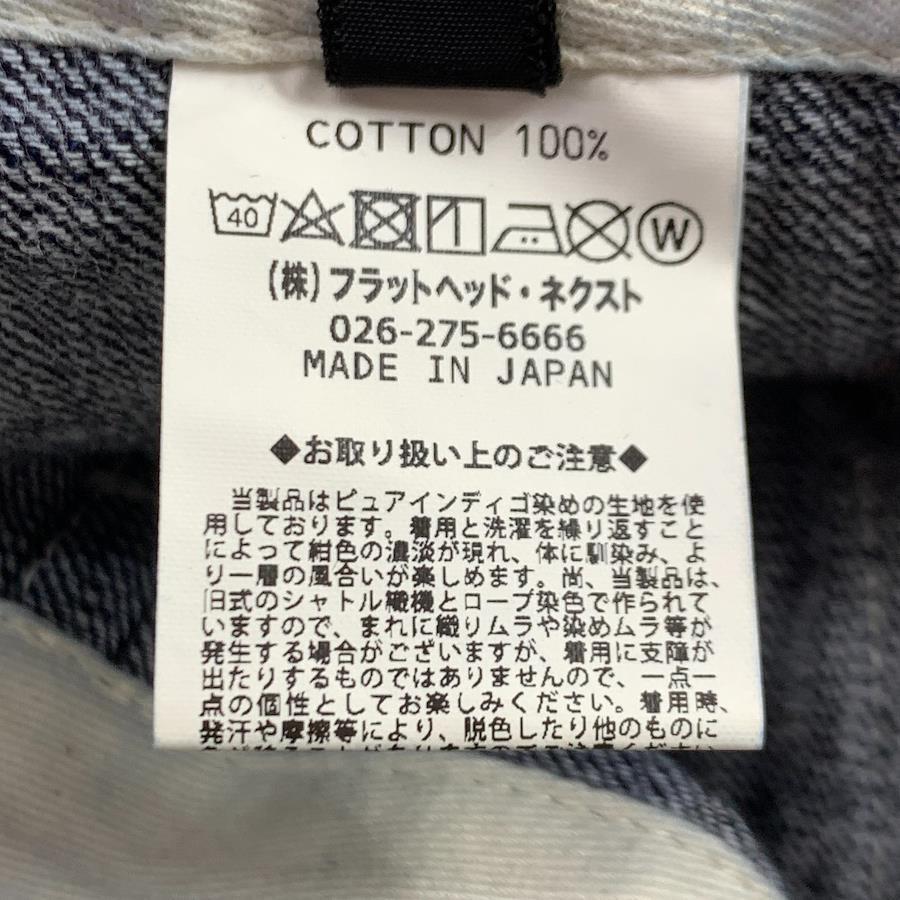 COTTON 100%
40 W
(株)フラットヘッド・ネクスト
026-275-6666
MADE IN JAPAN
◆お取り扱い上のご注意◆
当製品はピュアインディゴ染めの生地を使
用しております。着用と洗濯を繰り返すこと
によって紺色の濃淡が現れ、体に馴染み、よ
り一層の風合いが楽しめます。尚、当製品は、
旧式のシャトル織機とロープ染色で作られて
いますので、まれに織りムラや染めムラ等が
発生する場合がございますが、着用に支障が
出たりするものではありませんので、一点一
点の個性としてお楽しみください。着用時、
発汗や摩擦等により、脱色したり他のものに